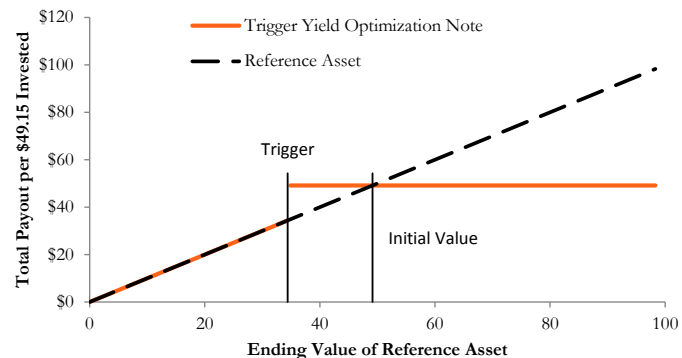 $120
$100
$80
$60
$40
$20
$0
Total Payout per $49.15 Invested
Trigger Yield Optimization Note
Reference Asset
Trigger
Initial Value
0
20
40
60
80
100
Ending Value of Reference Asset